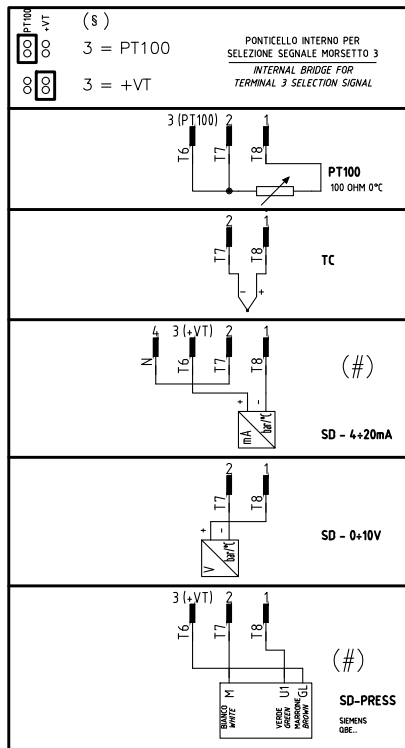 PT100 +VT
(§)
3 = PT100
3 = +VT
PONTICELLO INTERNO PER
SELEZIONE SEGNALE MORSETTO 3
INTERNAL BRIDGE FOR
TERMINAL 3 SELECTION SIGNAL
3 (PT100) 2 1
T6 T7 T8
PT100
100 OHM 0°C
2 1
T7 T8
- +
TC
4 3 (+VT) 2 1
N T6 T7 T8
(#)
+ -
mA bar/°C
SD - 4÷20mA
2 1
T7 T8
+ -
V bar/°C
SD - 0÷10V
3 (+VT) 2 1
T6 T7 T8
(#)
M U1 GL
BIANCO
WHITE
VERDE
GREEN
MARRONE
BROWN
SD-PRESS
SIEMENS
QBE...